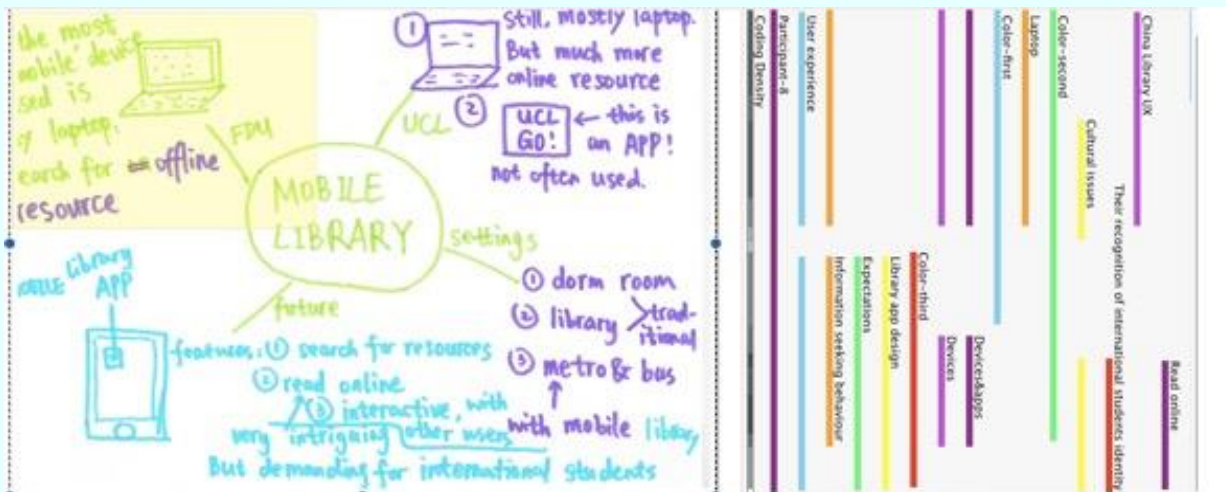 the most
mobile device
sed is
laptop.
earch for offline
resource
FDU
①
still, mostly laptop.
But much more
online resource
UCL
②
UCL
GO!
← this is
an APP!
not often used.
MOBILE
LIBRARY
settings
① dorm room
② library
trad-
itional
③ metro & bus
with mobile library
future
Library
APP
features: ① search for resources
② read online
③ interactive, with
very intriguing other users
But demanding for international students
Coding Density
Participant-8
User experience
Information seeking behaviour
Expectations
Library app design
Color-third
Devices
Devices&apps
Color-first
Laptop
Color-second
Cultural issues
Their recognition of international students identity
China Library UX
Read online